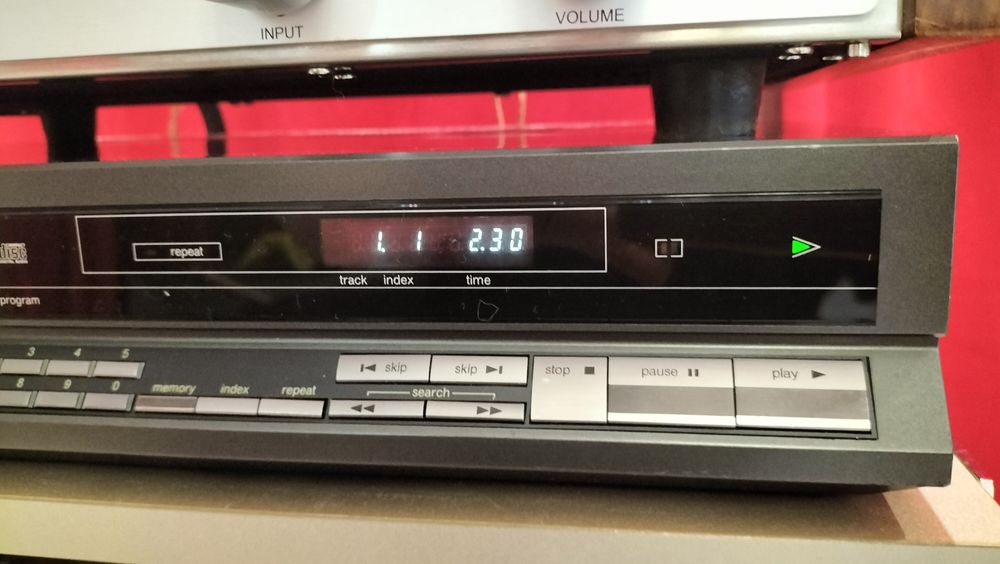 INPUT
VOLUME
disc
repeat
1. 1 2.30
track index time
program
3 4 5
8 9 0
memory index repeat
skip skip
search
stop
pause
play